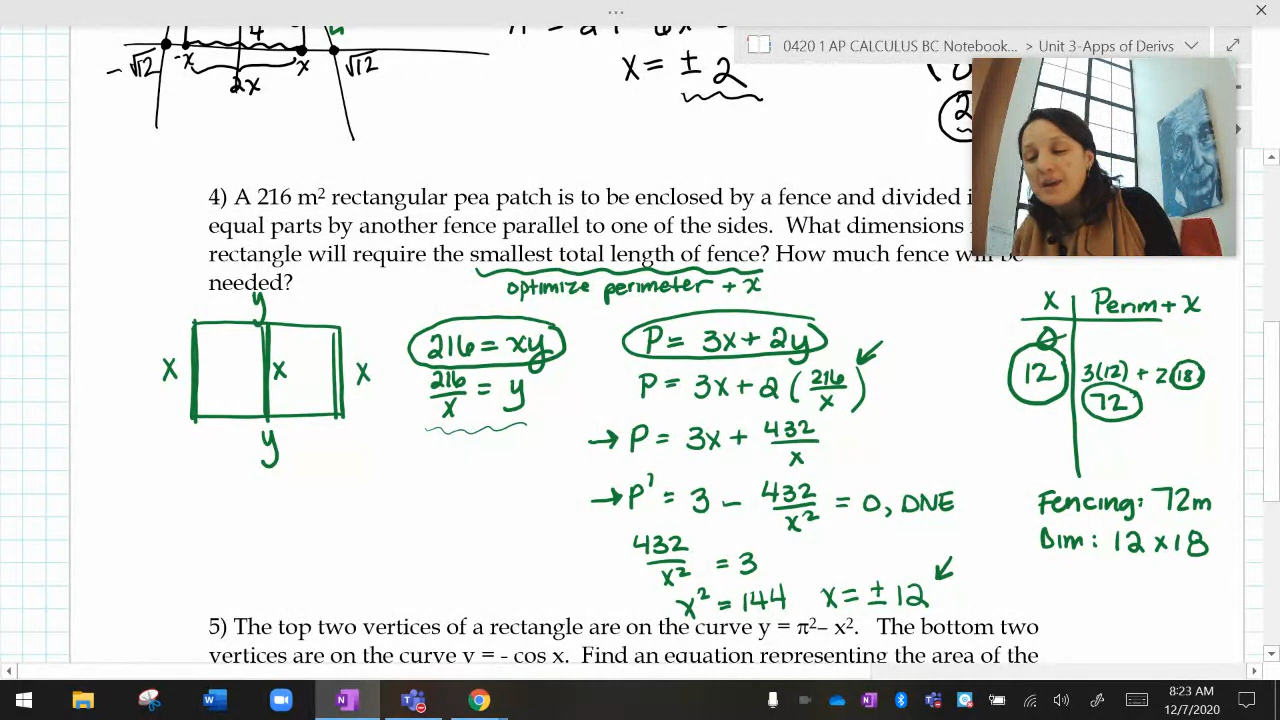 0420 1 AP CALCULUS BC Notebook... > Unit 3-Apps of Derivs
4
-√12 -x x √12
2x
x = ± 2
4) A 216 m² rectangular pea patch is to be enclosed by a fence and divided
equal parts by another fence parallel to one of the sides. What dimensions
rectangle will require the smallest total length of fence? How much fence will be
needed?
optimize perimeter + x
y
x x x
y
216 = xy
216/x = y
P = 3x + 2y
P = 3x + 2(216/x)
→ P = 3x + 432/x
→ P' = 3 - 432/x² = 0, DNE
432/x² = 3
x² = 144 x = ± 12
x | Perim + x
0
12 | 3(12) + 2(18)
72
Fencing: 72m
Dim: 12 x 18
5) The top two vertices of a rectangle are on the curve y = π² – x². The bottom two
vertices are on the curve y = - cos x. Find an equation representing the area of the
8:23 AM
12/7/2020